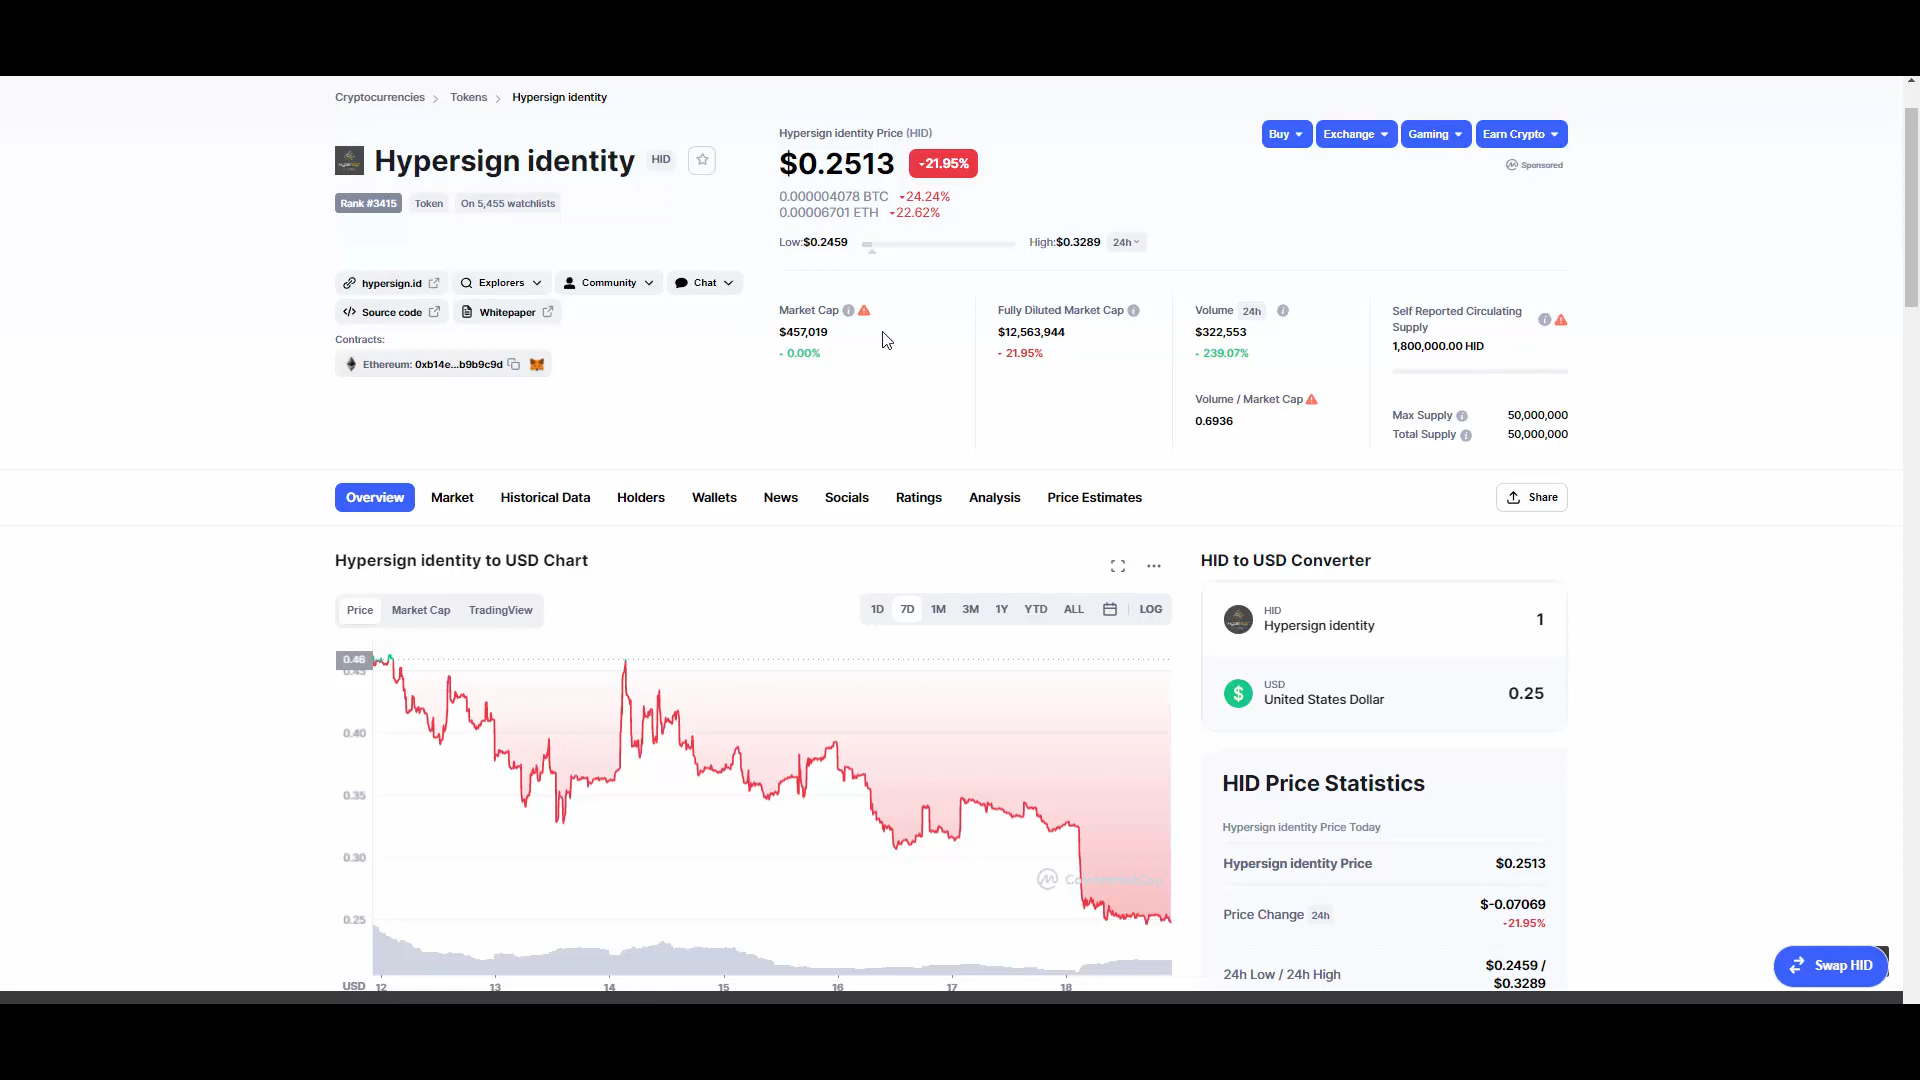 Cryptocurrencies > Tokens > Hypersign identity
Hypersign identity HID
Rank #3415 Token On 5,455 watchlists
hypersign.id Explorers Community Chat
Source code Whitepaper
Contracts:
Ethereum: 0xb14e...b9b9c9d
Hypersign identity Price (HID)
$0.2513 -21.95%
0.000004078 BTC -24.24%
0.00006701 ETH -22.62%
Low:$0.2459 High:$0.3289 24h
Buy Exchange Gaming Earn Crypto
Sponsored
Market Cap
$457,019
- 0.00%
Fully Diluted Market Cap
$12,563,944
- 21.95%
Volume 24h
$322,553
- 239.07%
Volume / Market Cap
0.6936
Self Reported Circulating
Supply
1,800,000.00 HID
Max Supply 50,000,000
Total Supply 50,000,000
Overview Market Historical Data Holders Wallets News Socials Ratings Analysis Price Estimates Share
Hypersign identity to USD Chart
Price Market Cap TradingView
1D 7D 1M 3M 1Y YTD ALL LOG
0.46
0.45
0.40
0.35
0.30
0.25
CoinMarketCap
USD 12 13 14 15 16 17 18
HID to USD Converter
HID
Hypersign identity 1
USD
United States Dollar 0.25
HID Price Statistics
Hypersign identity Price Today
Hypersign identity Price $0.2513
Price Change 24h $-0.07069
-21.95%
24h Low / 24h High $0.2459 /
$0.3289
Swap HID